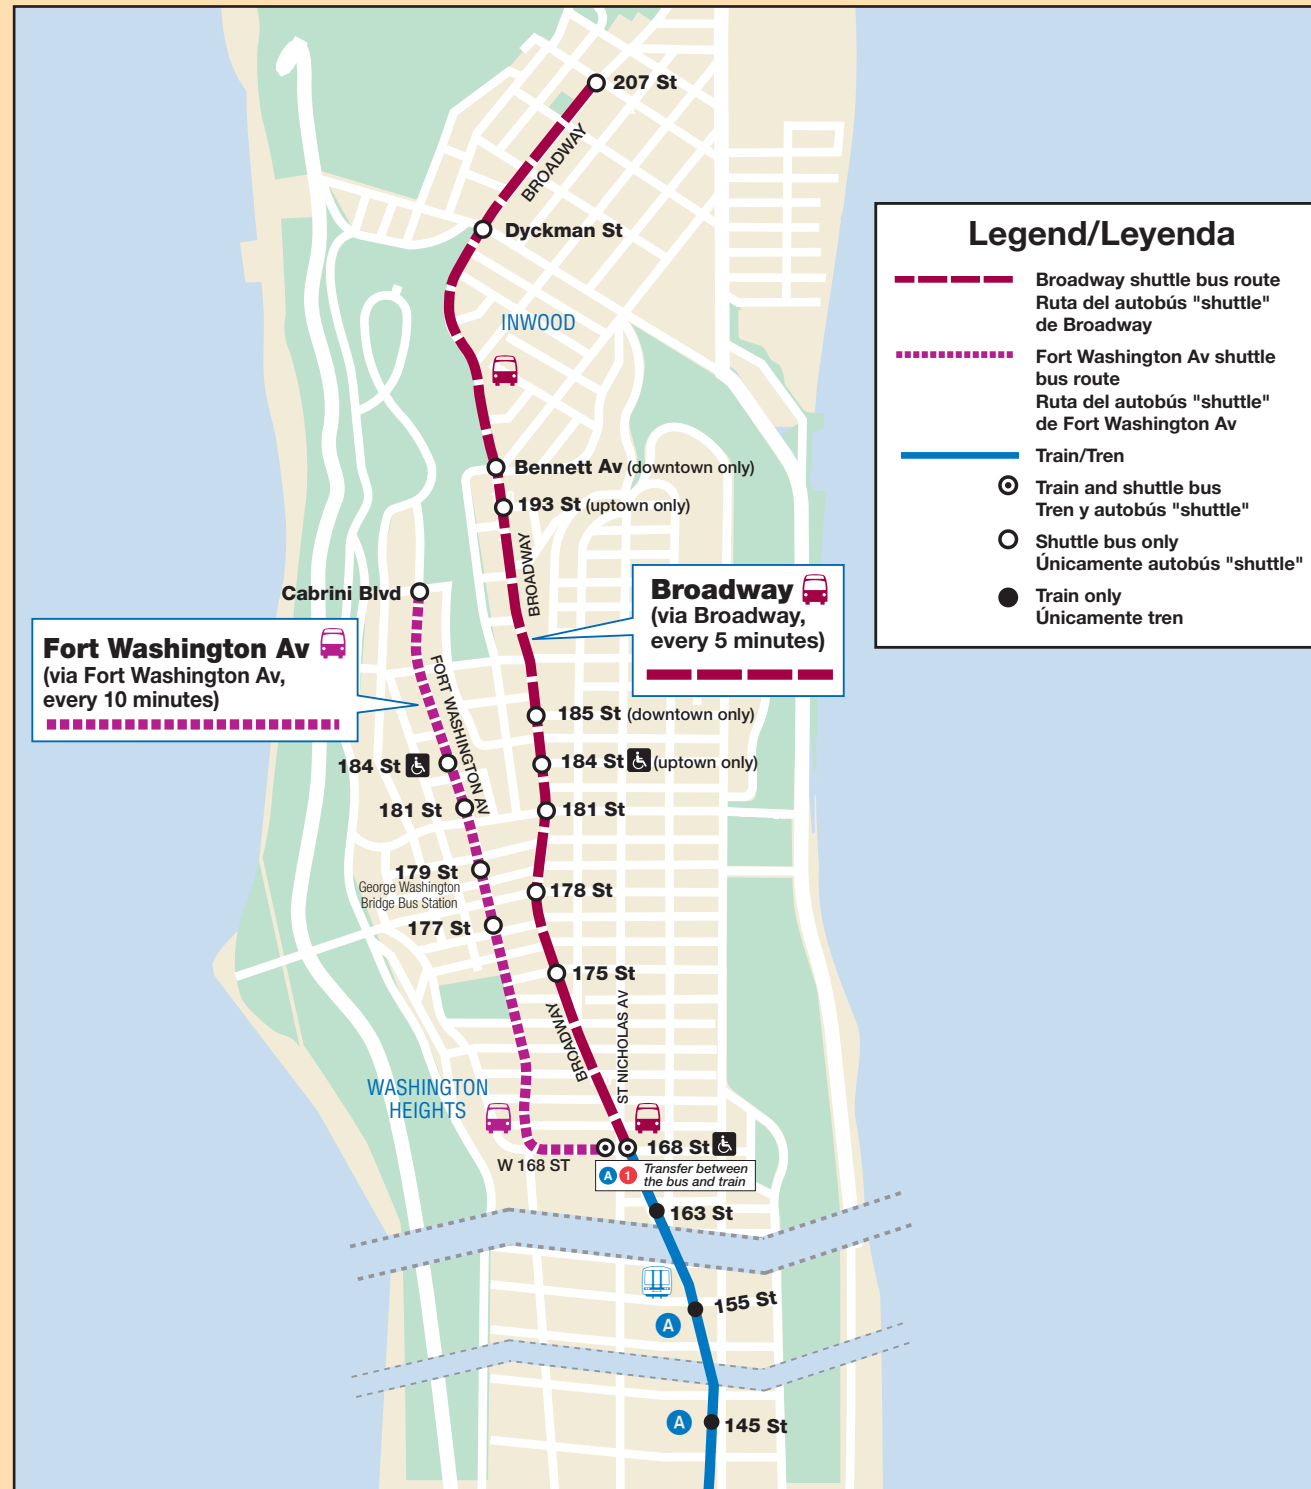 207 St
BROADWAY
Dyckman St
INWOOD
Bennett Av (downtown only)
193 St (uptown only)
BROADWAY
Cabrini Blvd
Fort Washington Av
(via Fort Washington Av,
every 10 minutes)
FORT WASHINGTON AV
Broadway
(via Broadway,
every 5 minutes)
185 St (downtown only)
184 St
184 St (uptown only)
181 St
181 St
179 St
George Washington
Bridge Bus Station
178 St
177 St
175 St
BROADWAY
ST NICHOLAS AV
WASHINGTON
HEIGHTS
168 St
W 168 ST
A 1 Transfer between
the bus and train
163 St
155 St
A
A
145 St
Legend/Leyenda
Broadway shuttle bus route
Ruta del autobús "shuttle"
de Broadway
Fort Washington Av shuttle
bus route
Ruta del autobús "shuttle"
de Fort Washington Av
Train/Tren
Train and shuttle bus
Tren y autobús "shuttle"
Shuttle bus only
Únicamente autobús "shuttle"
Train only
Únicamente tren